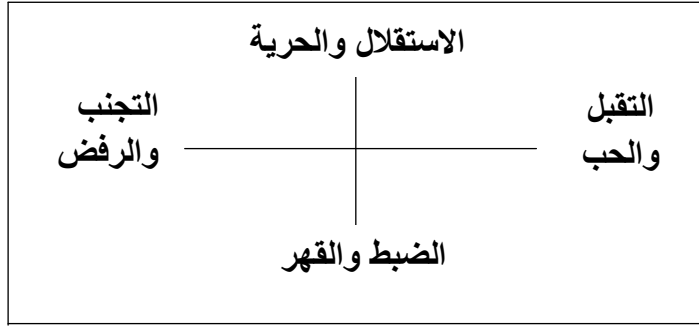 الاستقلال والحرية
التقبل
والحب
التجنب
والرفض
الضبط والقهر